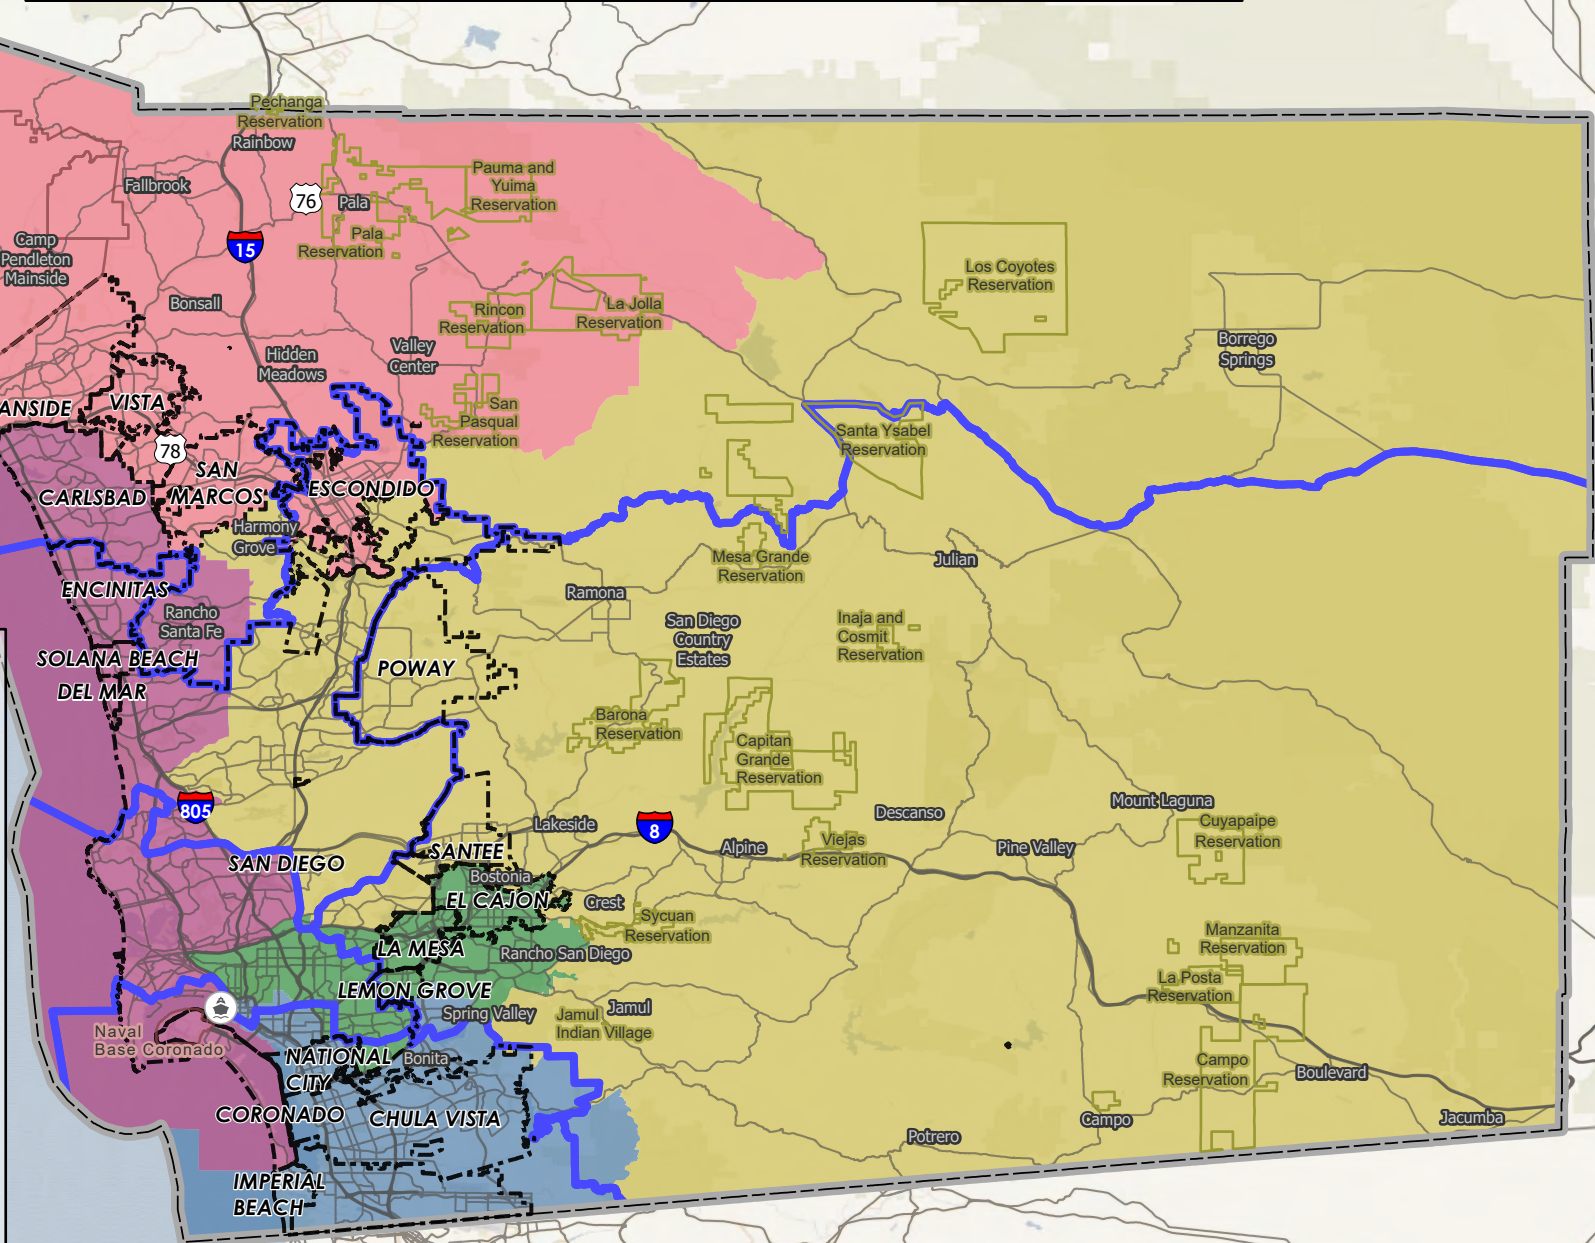 Pechanga
Reservation
Rainbow
Pauma and
Yuima
Reservation
Fallbrook
76
Pala
Pala
Reservation
15
Camp
Pendleton
Mainside
Los Coyotes
Reservation
Bonsall
Rincon
Reservation
La Jolla
Reservation
Hidden
Meadows
Valley
Center
Borrego
Springs
ANSIDE
VISTA
San
Pasqual
Reservation
78
Santa Ysabel
Reservation
SAN
MARCOS
CARLSBAD
ESCONDIDO
Harmony
Grove
Mesa Grande
Reservation
Julian
ENCINITAS
Ramona
Rancho
Santa Fe
San Diego
Country
Estates
Inaja and
Cosmit
Reservation
SOLANA BEACH
POWAY
DEL MAR
Barona
Reservation
Capitan
Grande
Reservation
805
Mount Laguna
Descanso
Lakeside
8
Cuyapaipe
Reservation
Alpine
Viejas
Reservation
Pine Valley
SAN DIEGO
SANTEE
Bostonia
EL CAJON
Crest
Sycuan
Reservation
Manzanita
Reservation
LA MESA
Rancho San Diego
La Posta
Reservation
LEMON GROVE
Spring Valley
Jamul
Jamul
Indian Village
A
Naval
Base Coronado
NATIONAL
CITY
Bonita
Campo
Reservation
Boulevard
CORONADO
CHULA VISTA
Campo
Jacumba
Potrero
IMPERIAL
BEACH